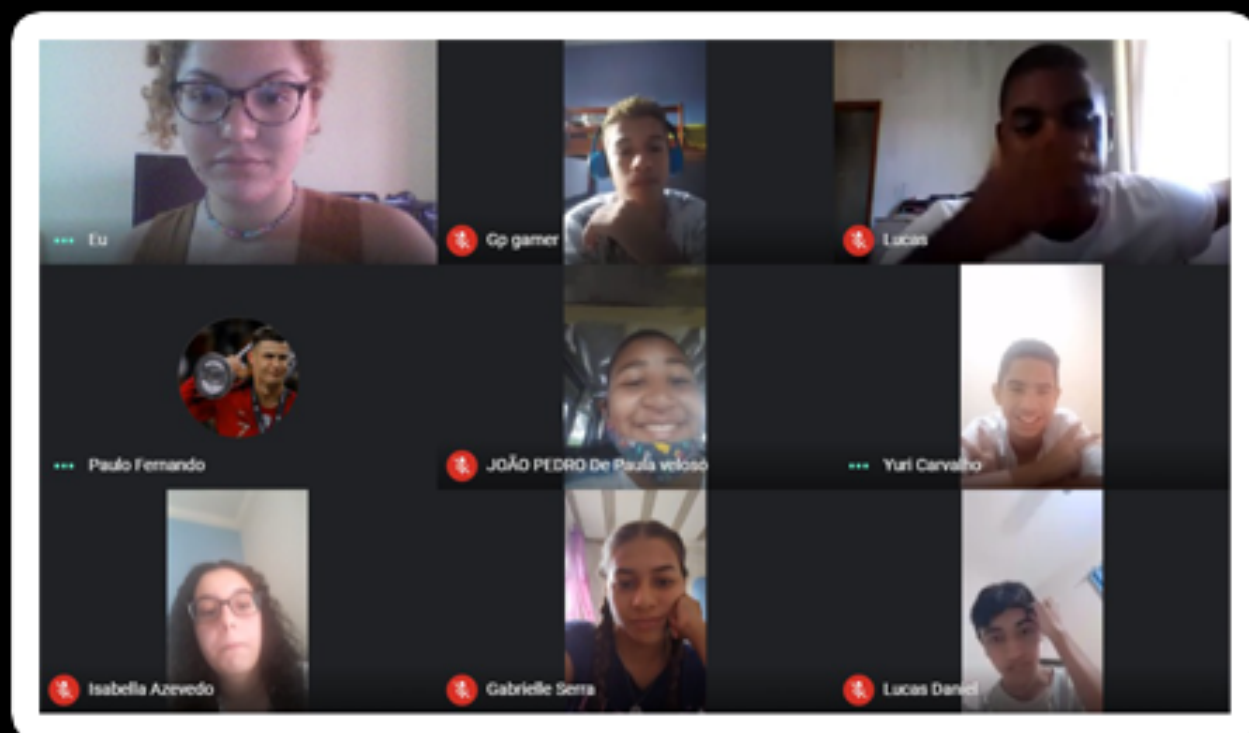 Eu
Gp gamer
Lucas
Paulo Fernando
JOÃO PEDRO De Paula veloso
Yuri Carvalho
Isabella Azevedo
Gabrielle Serra
Lucas Daniel